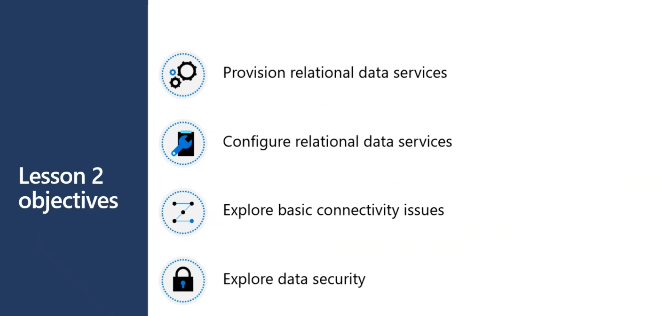 Lesson 2
objectives
Provision relational data services
Configure relational data services
Explore basic connectivity issues
Explore data security